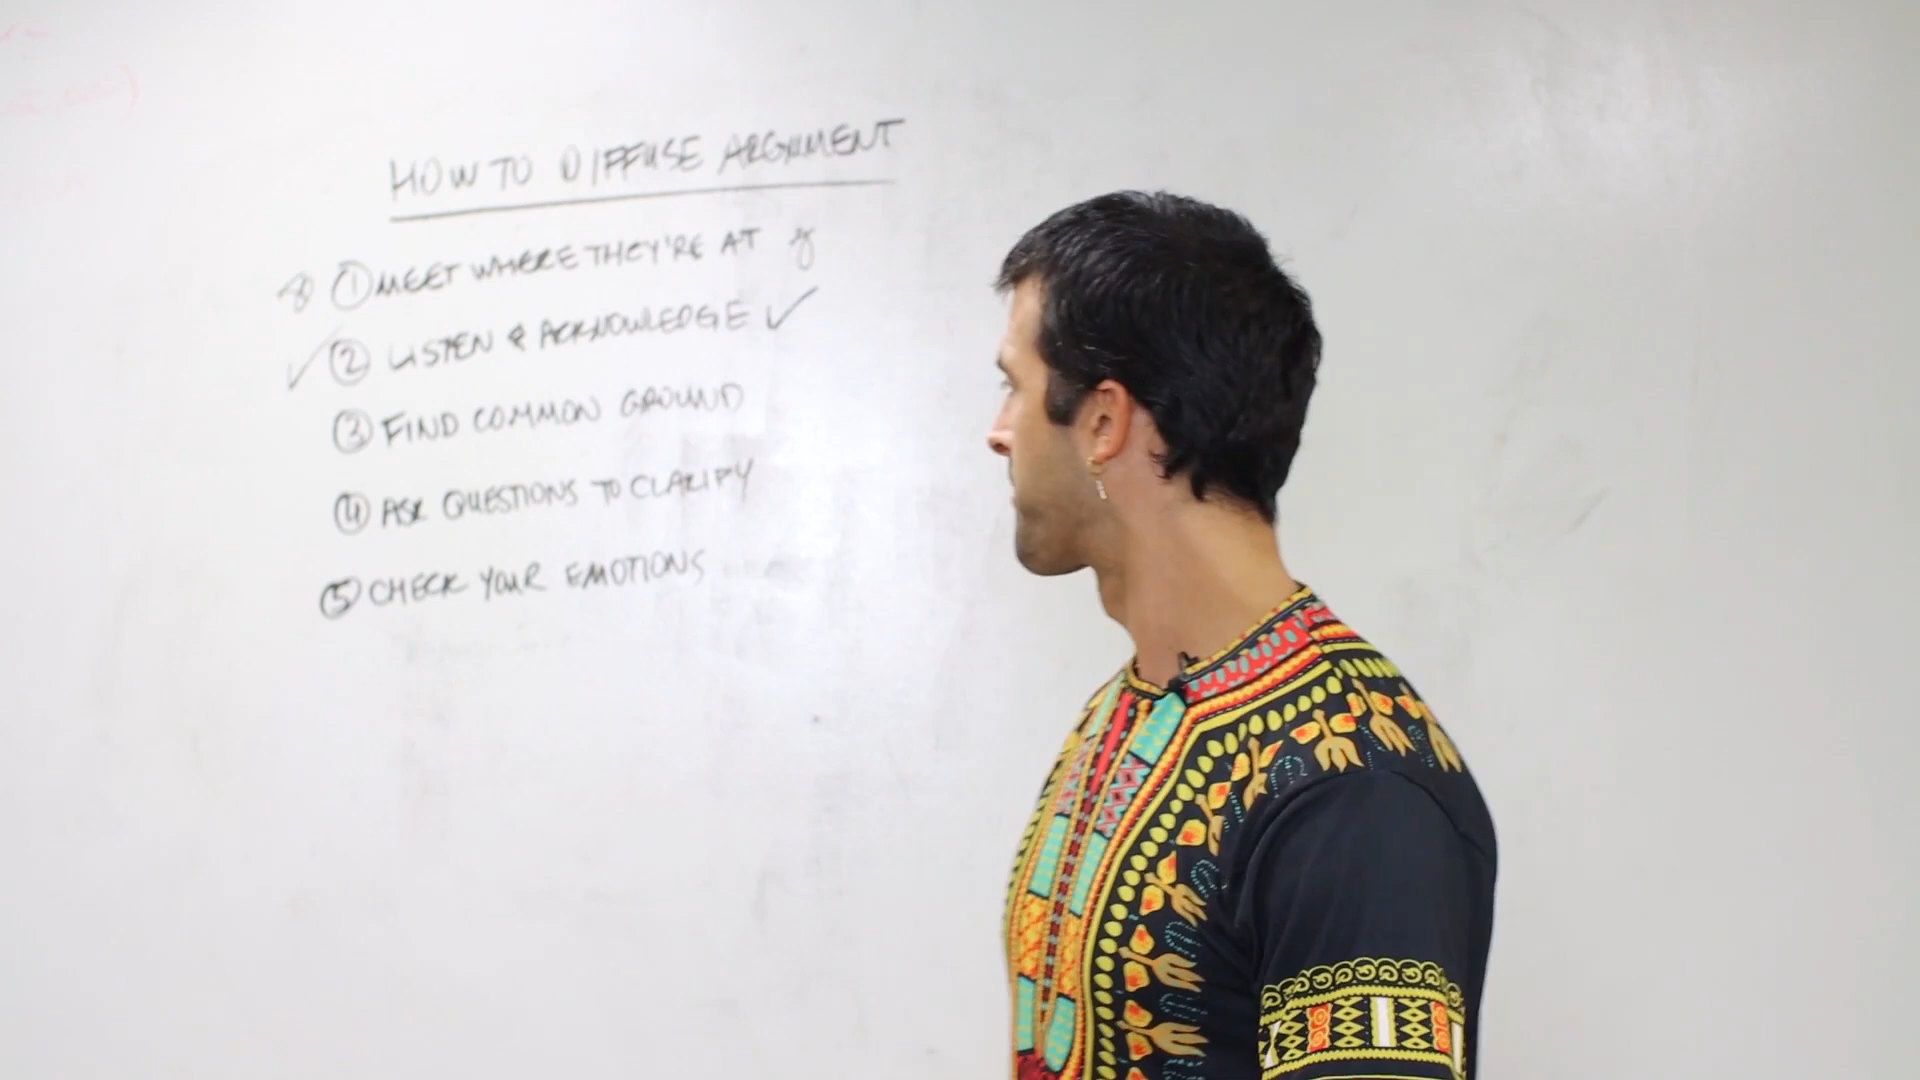 HOW TO DIFFUSE ARGUMENT
① MEET WHERE THEY'RE AT
✓ ② LISTEN & ACKNOWLEDGE ✓
③ FIND COMMON GROUND
④ ASK QUESTIONS TO CLARIFY
⑤ CHECK YOUR EMOTIONS